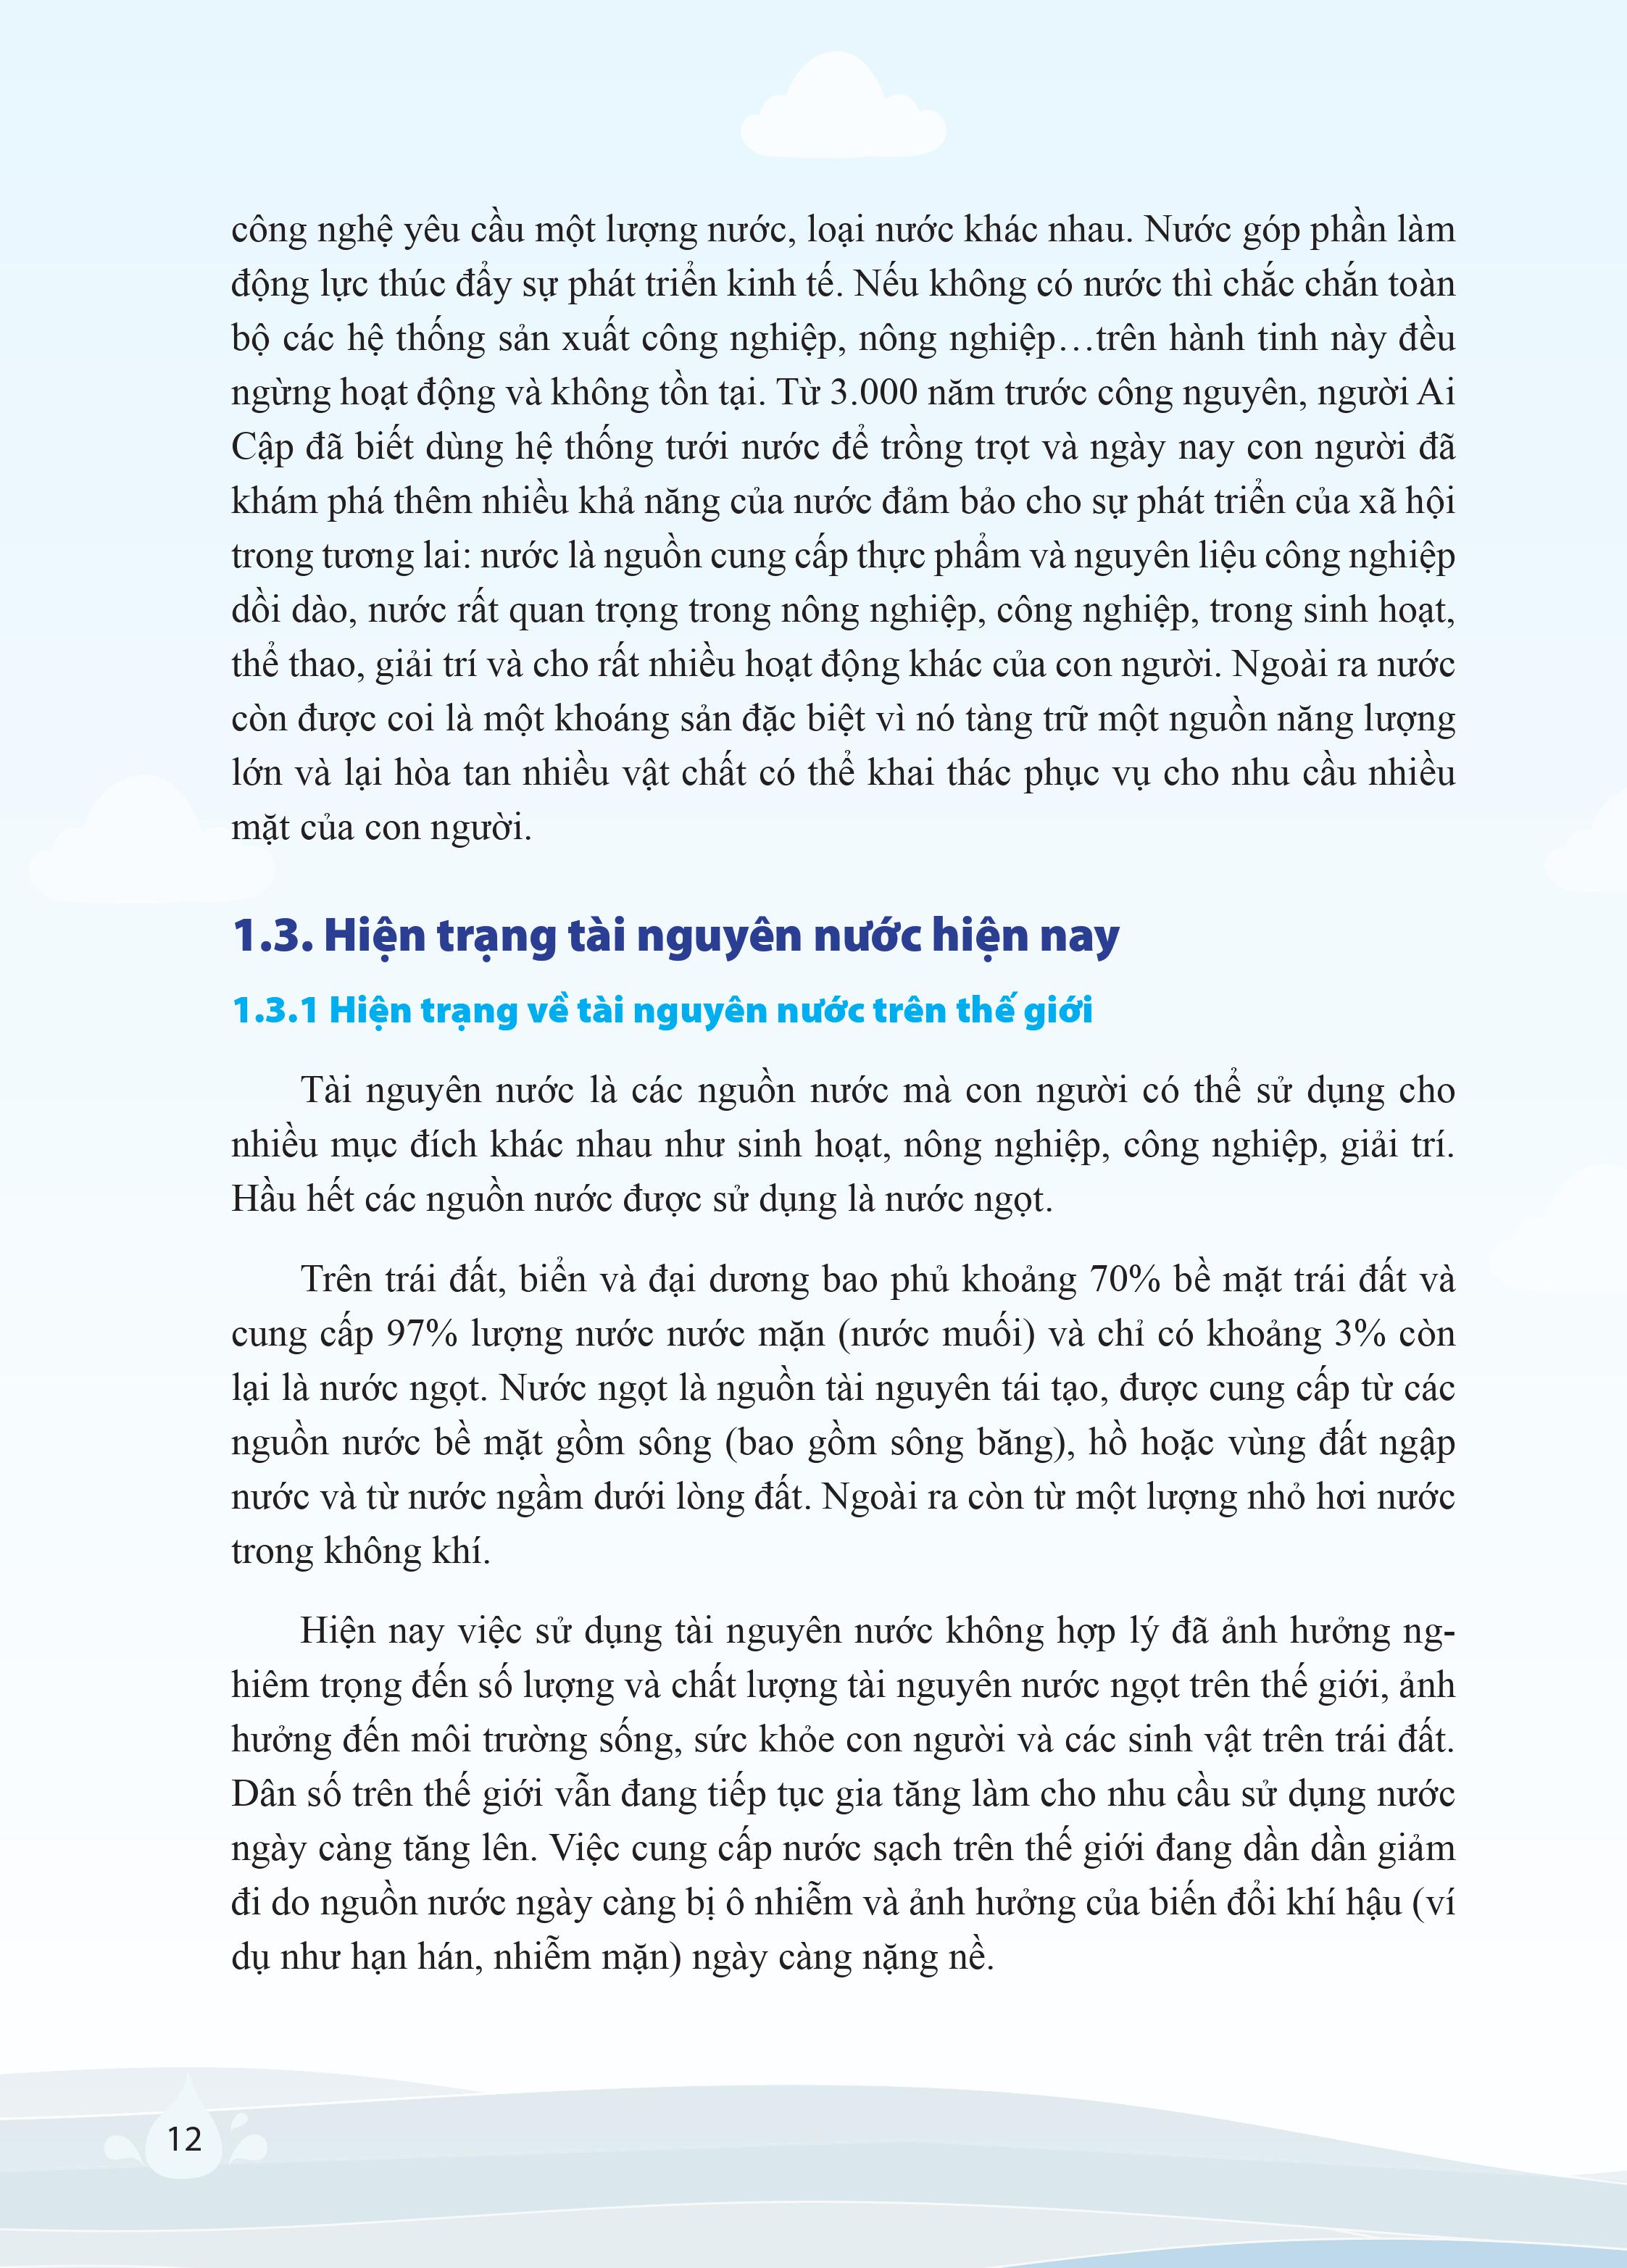 công nghệ yêu cầu một lượng nước, loại nước khác nhau. Nước góp phần làm
động lực thúc đẩy sự phát triển kinh tế. Nếu không có nước thì chắc chắn toàn
bộ các hệ thống sản xuất công nghiệp, nông nghiệp…trên hành tinh này đều
ngừng hoạt động và không tồn tại. Từ 3.000 năm trước công nguyên, người Ai
Cập đã biết dùng hệ thống tưới nước để trồng trọt và ngày nay con người đã
khám phá thêm nhiều khả năng của nước đảm bảo cho sự phát triển của xã hội
trong tương lai: nước là nguồn cung cấp thực phẩm và nguyên liệu công nghiệp
dồi dào, nước rất quan trọng trong nông nghiệp, công nghiệp, trong sinh hoạt,
thể thao, giải trí và cho rất nhiều hoạt động khác của con người. Ngoài ra nước
còn được coi là một khoáng sản đặc biệt vì nó tàng trữ một nguồn năng lượng
lớn và lại hòa tan nhiều vật chất có thể khai thác phục vụ cho nhu cầu nhiều
mặt của con người.
1.3. Hiện trạng tài nguyên nước hiện nay
1.3.1 Hiện trạng về tài nguyên nước trên thế giới
Tài nguyên nước là các nguồn nước mà con người có thể sử dụng cho
nhiều mục đích khác nhau như sinh hoạt, nông nghiệp, công nghiệp, giải trí.
Hầu hết các nguồn nước được sử dụng là nước ngọt.
Trên trái đất, biển và đại dương bao phủ khoảng 70% bề mặt trái đất và
cung cấp 97% lượng nước nước mặn (nước muối) và chỉ có khoảng 3% còn
lại là nước ngọt. Nước ngọt là nguồn tài nguyên tái tạo, được cung cấp từ các
nguồn nước bề mặt gồm sông (bao gồm sông băng), hồ hoặc vùng đất ngập
nước và từ nước ngầm dưới lòng đất. Ngoài ra còn từ một lượng nhỏ hơi nước
trong không khí.
Hiện nay việc sử dụng tài nguyên nước không hợp lý đã ảnh hưởng ng-
hiêm trọng đến số lượng và chất lượng tài nguyên nước ngọt trên thế giới, ảnh
hưởng đến môi trường sống, sức khỏe con người và các sinh vật trên trái đất.
Dân số trên thế giới vẫn đang tiếp tục gia tăng làm cho nhu cầu sử dụng nước
ngày càng tăng lên. Việc cung cấp nước sạch trên thế giới đang dần dần giảm
đi do nguồn nước ngày càng bị ô nhiễm và ảnh hưởng của biến đổi khí hậu (ví
dụ như hạn hán, nhiễm mặn) ngày càng nặng nề.
12